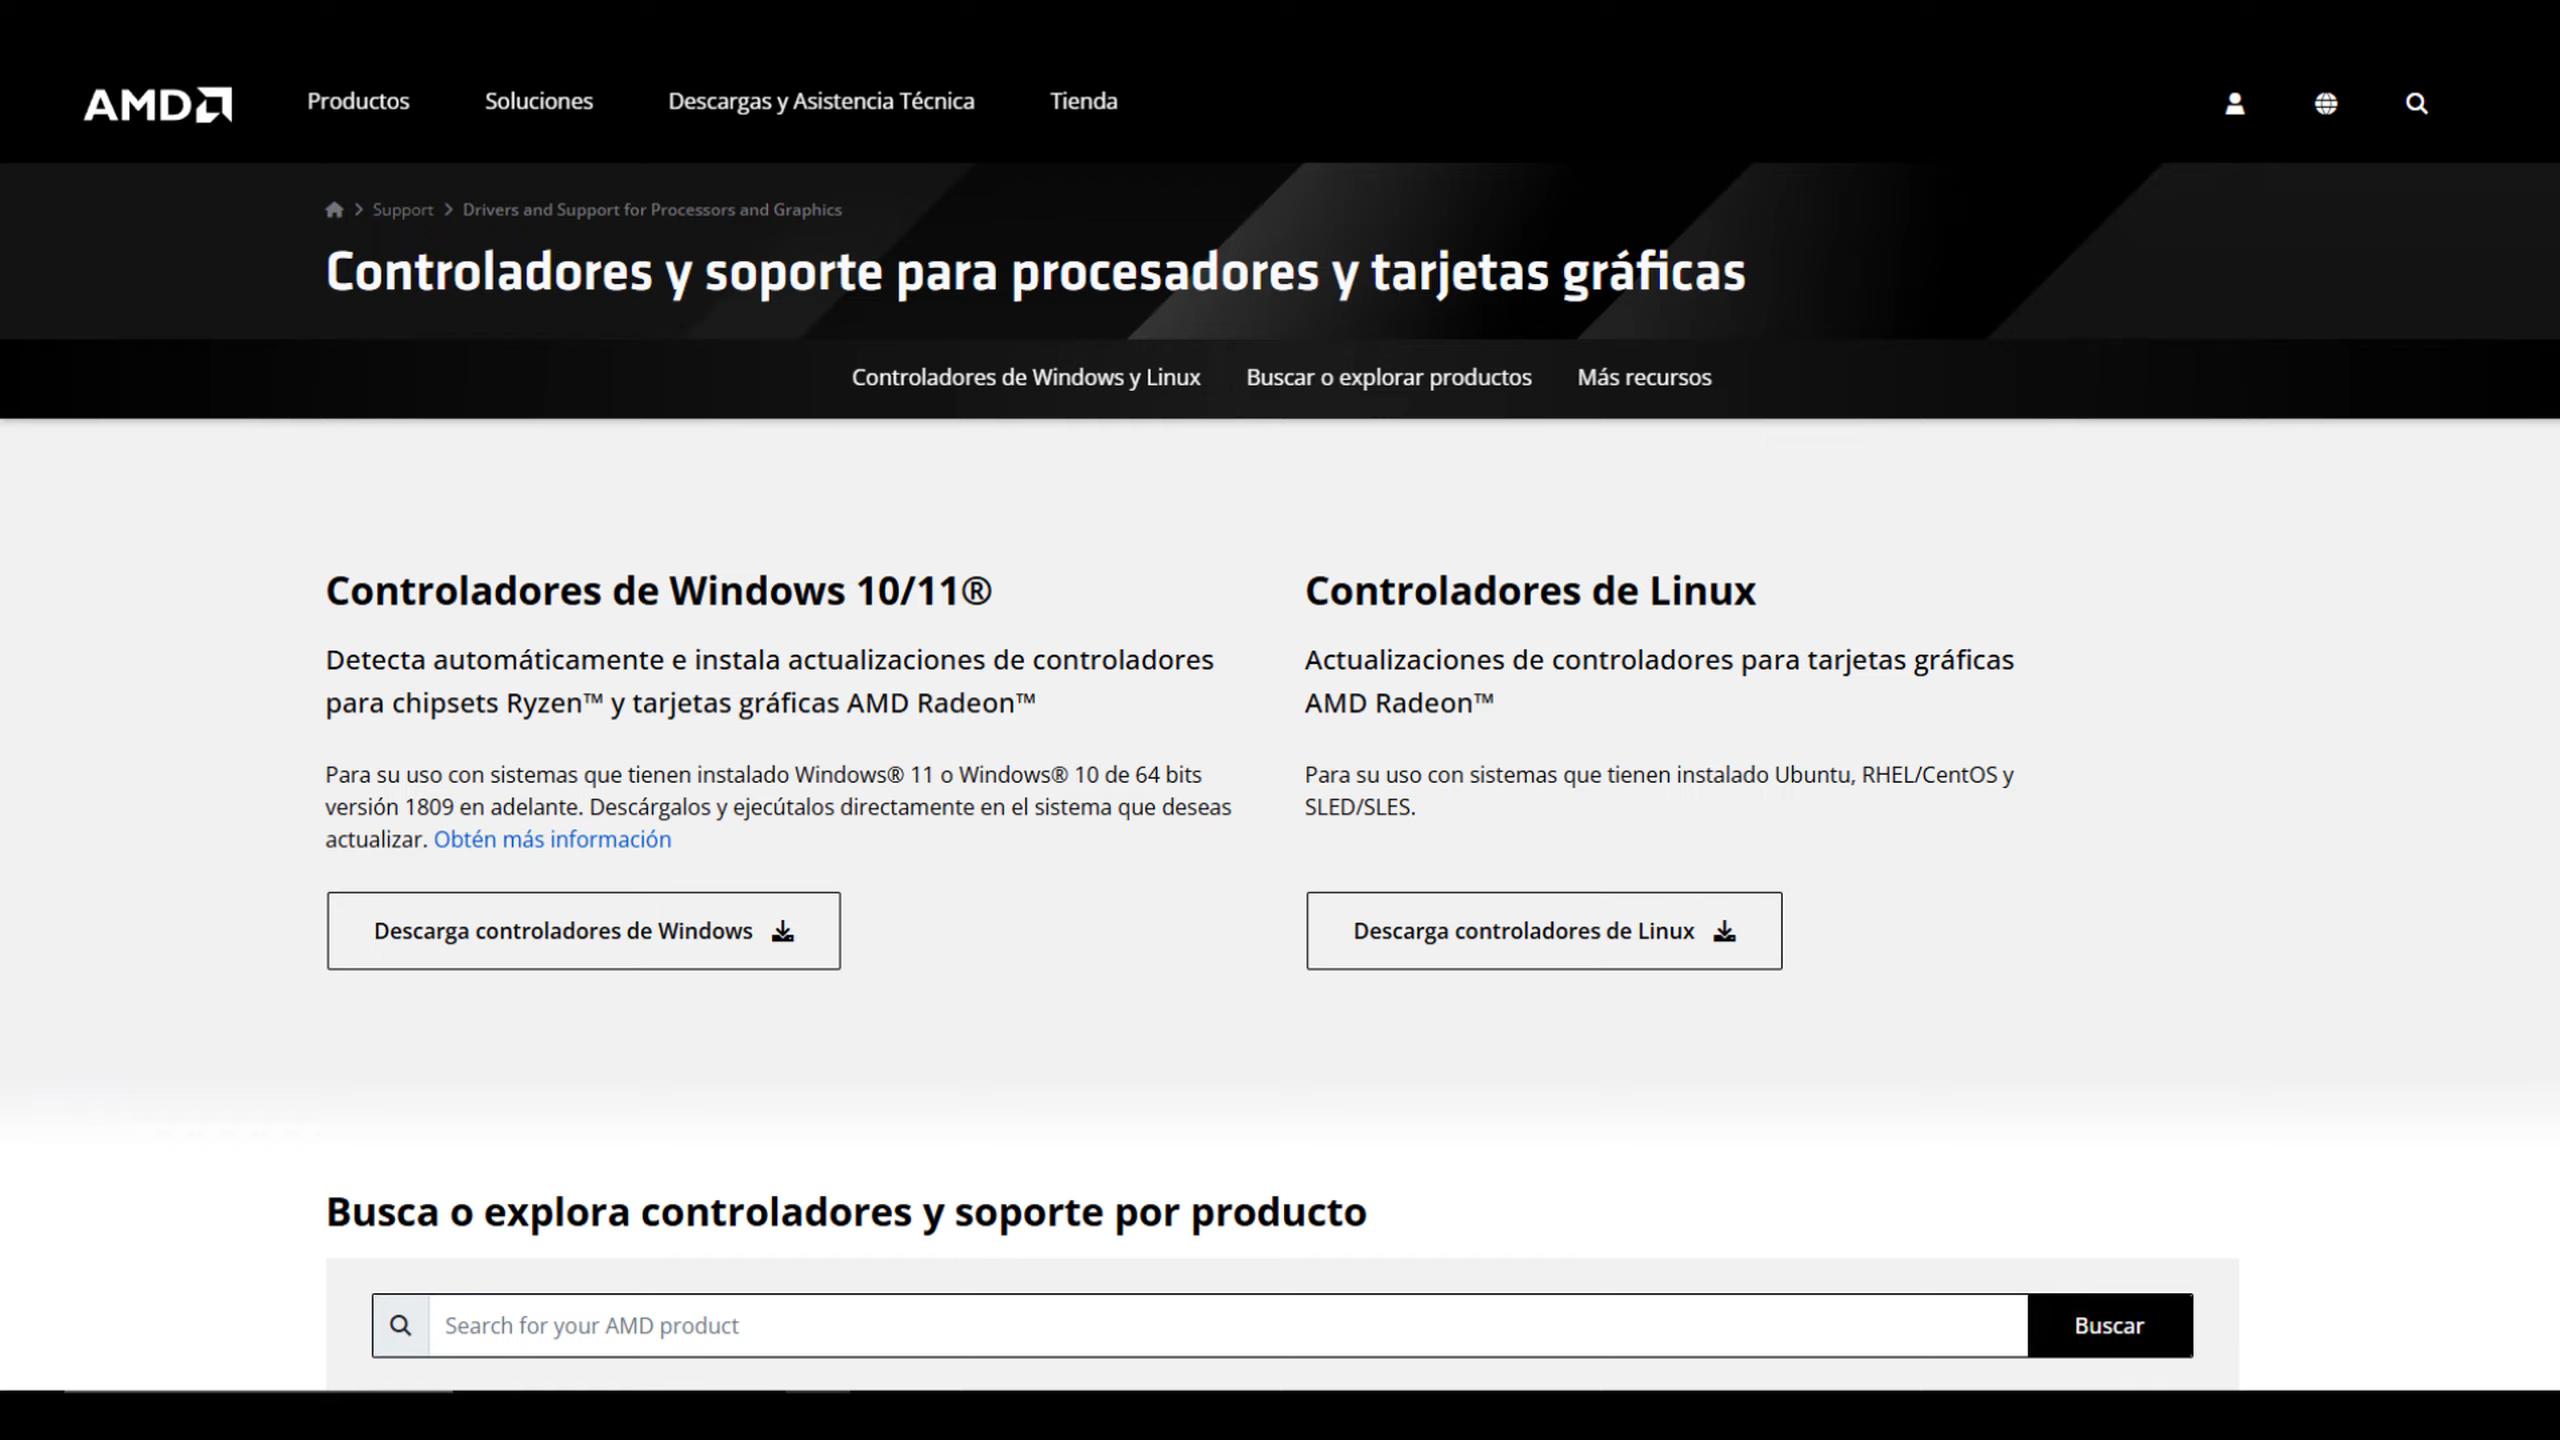 AMD
Productos
Soluciones
Descargas y Asistencia Técnica
Tienda
Support
Drivers and Support for Processors and Graphics
Controladores y soporte para procesadores y tarjetas gráficas
Controladores de Windows y Linux
Buscar o explorar productos
Más recursos
Controladores de Windows 10/11®
Detecta automáticamente e instala actualizaciones de controladores
para chipsets Ryzen™ y tarjetas gráficas AMD Radeon™
Para su uso con sistemas que tienen instalado Windows® 11 o Windows® 10 de 64 bits
versión 1809 en adelante. Descárgalos y ejecútalos directamente en el sistema que deseas
actualizar. Obtén más información
Descarga controladores de Windows
Controladores de Linux
Actualizaciones de controladores para tarjetas gráficas
AMD Radeon™
Para su uso con sistemas que tienen instalado Ubuntu, RHEL/CentOS y
SLED/SLES.
Descarga controladores de Linux
Busca o explora controladores y soporte por producto
Search for your AMD product
Buscar